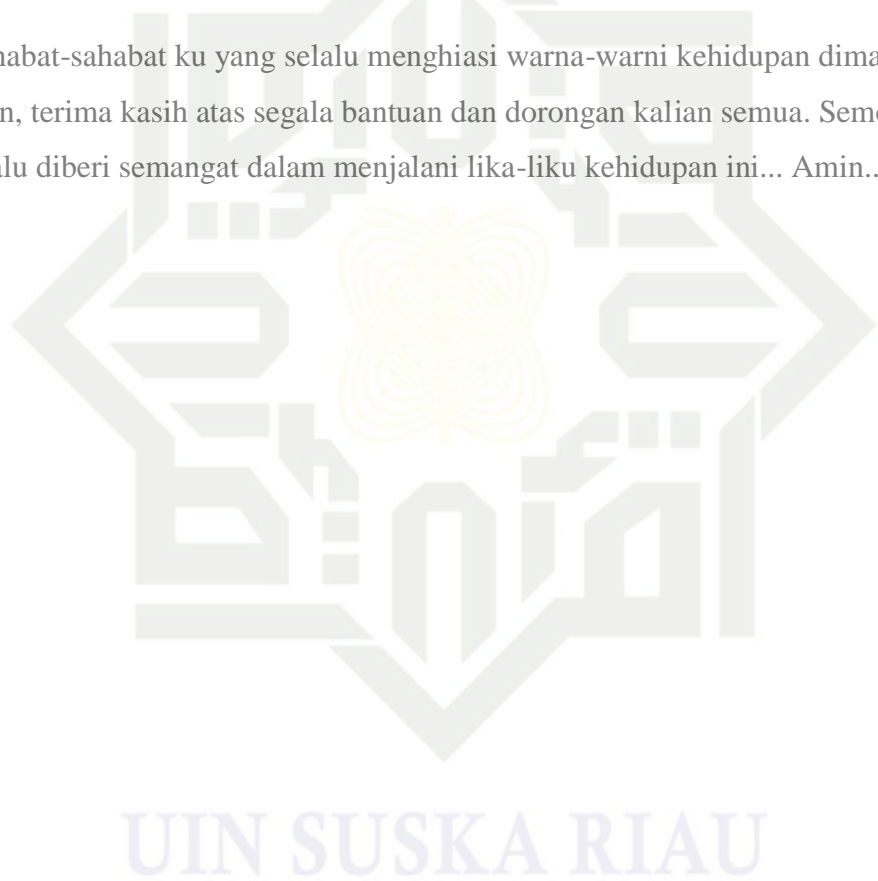 habat-sahabat ku yang selalu menghiasi warna-warni kehidupan dima
n, terima kasih atas segala bantuan dan dorongan kalian semua. Sem
alu diberi semangat dalam menjalani lika-liku kehidupan ini... Amin..
UIN SUSKA RIAU